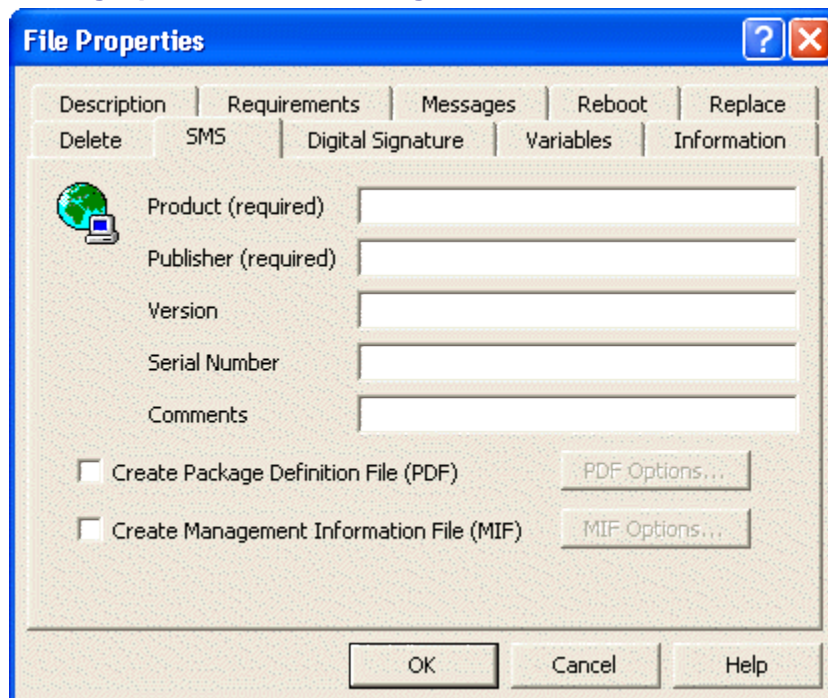 File Properties
Description Requirements Messages Reboot Replace
Delete SMS Digital Signature Variables Information
Product (required)
Publisher (required)
Version
Serial Number
Comments
Create Package Definition File (PDF) PDF Options...
Create Management Information File (MIF) MIF Options...
OK Cancel Help